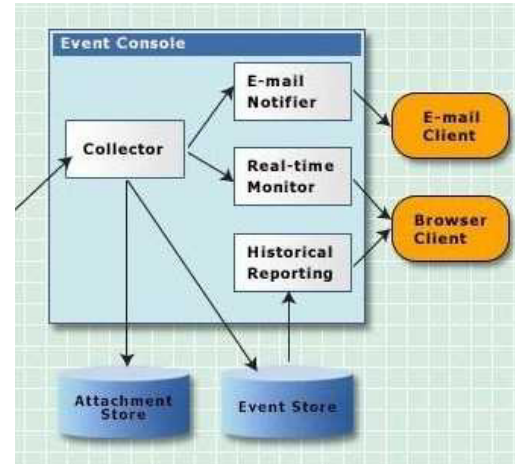 Event Console
E-mail
Notifier
E-mail
Client
Collector
Real-time
Monitor
Browser
Client
Historical
Reporting
Attachment
Store
Event Store